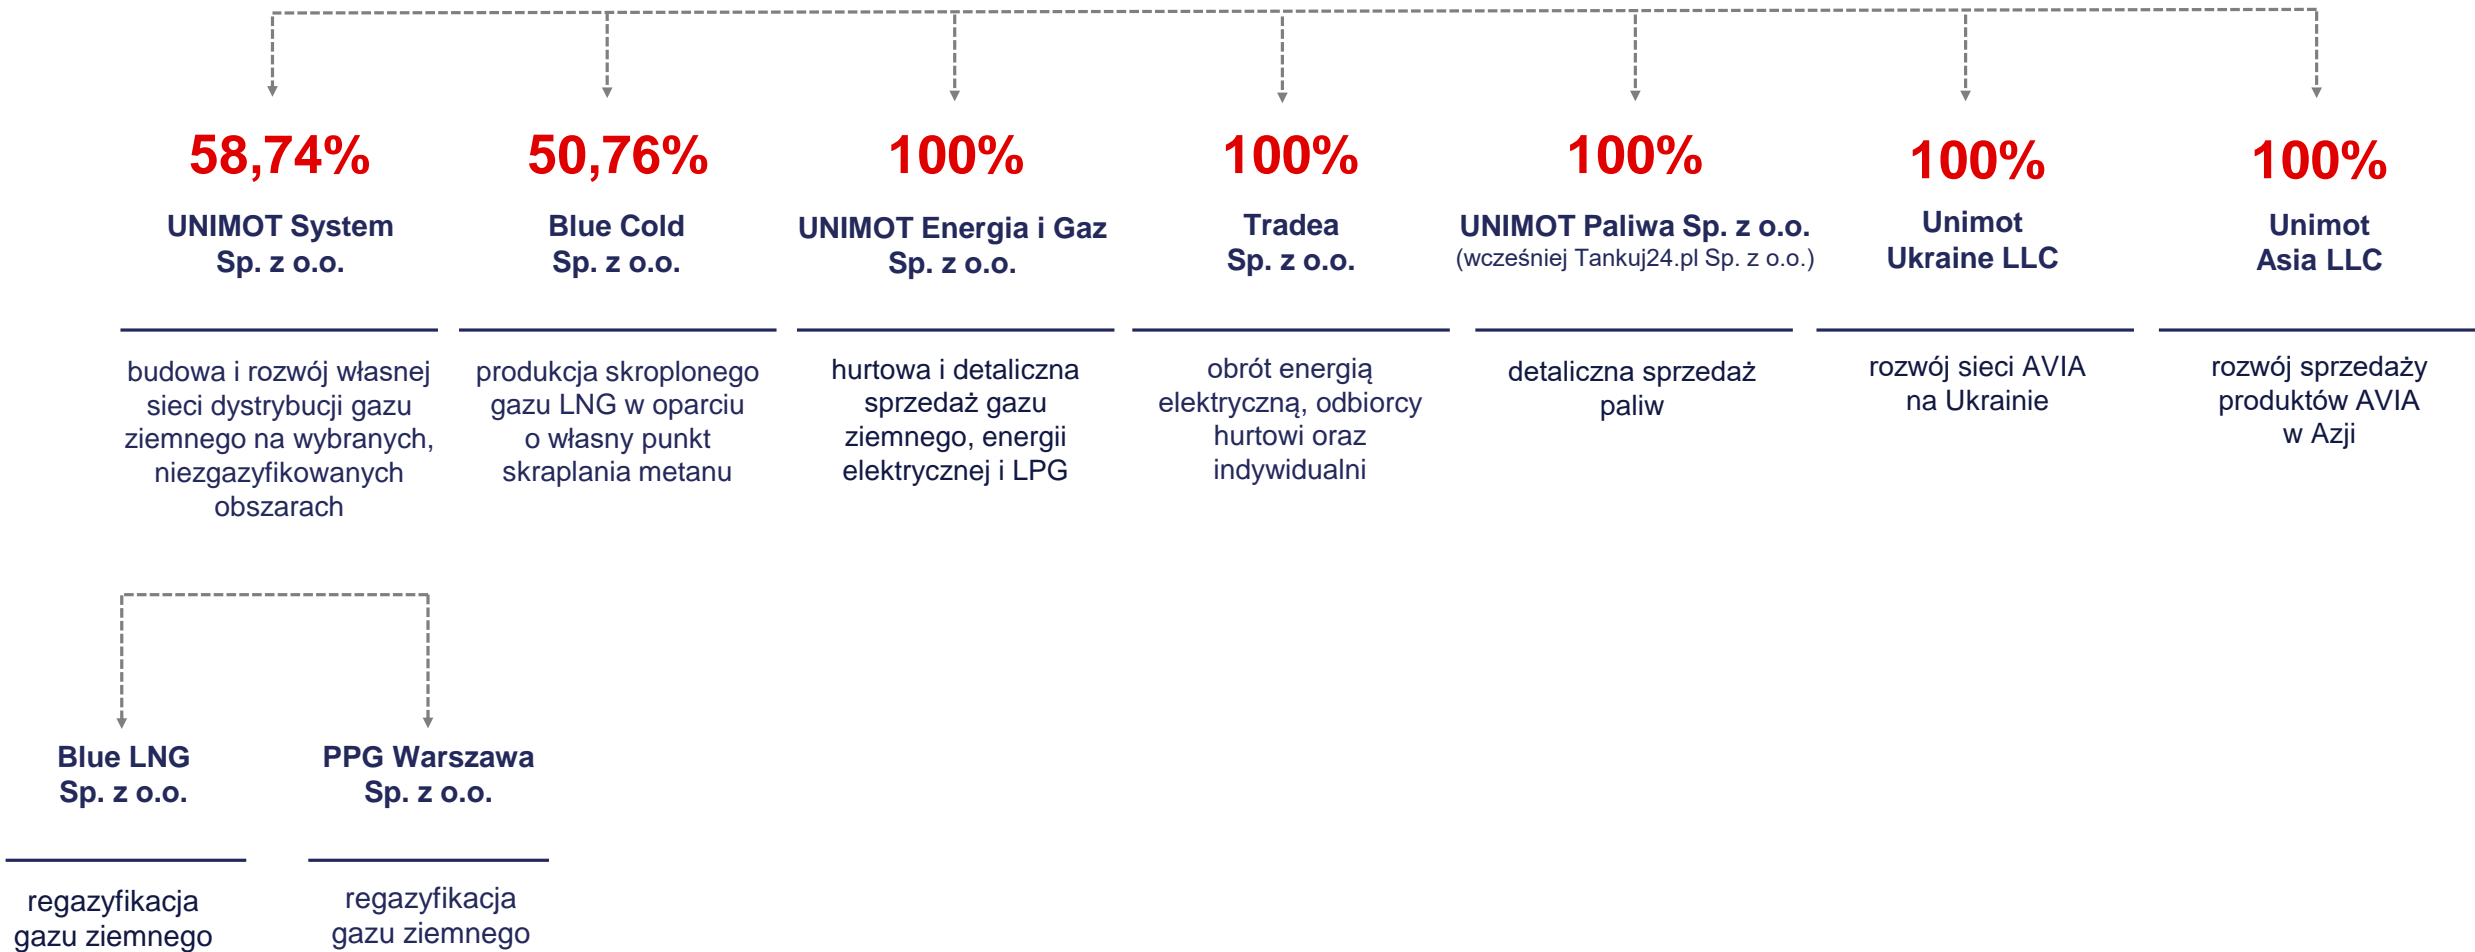 58,74%
UNIMOT System
Sp. z o.o.
budowa i rozwój własnej
sieci dystrybucji gazu
ziemnego na wybranych,
niezgazyfikowanych
obszarach
50,76%
Blue Cold
Sp. z o.o.
produkcja skroplonego
gazu LNG w oparciu
o własny punkt
skraplania metanu
100%
UNIMOT Energia i Gaz
Sp. z o.o.
hurtowa i detaliczna
sprzedaż gazu
ziemnego, energii
elektrycznej i LPG
100%
Tradea
Sp. z o.o.
obrót energią
elektryczną, odbiorcy
hurtowi oraz
indywidualni
100%
UNIMOT Paliwa Sp. z o.o.
(wcześniej Tankuj24.pl Sp. z o.o.)
detaliczna sprzedaż
paliw
100%
Unimot
Ukraine LLC
rozwój sieci AVIA
na Ukrainie
100%
Unimot
Asia LLC
rozwój sprzedaży
produktów AVIA
w Azji
Blue LNG
Sp. z o.o.
regazyfikacja
gazu ziemnego
PPG Warszawa
Sp. z o.o.
regazyfikacja
gazu ziemnego